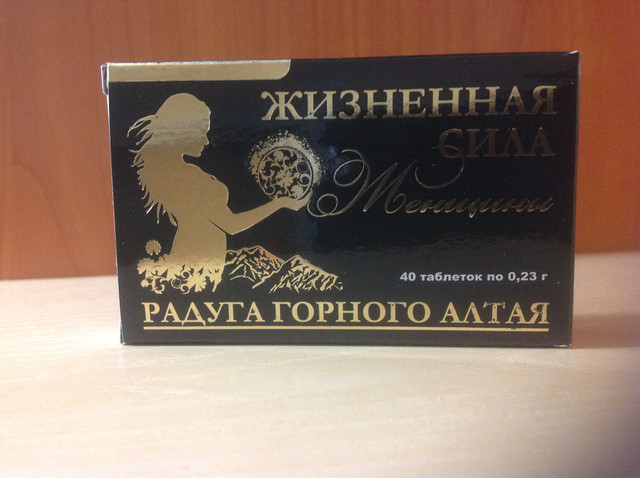 ЖИЗНЕННАЯ
СИЛА
Женщины
40 таблеток по 0,23 г
РАДУГА ГОРНОГО АЛТАЯ